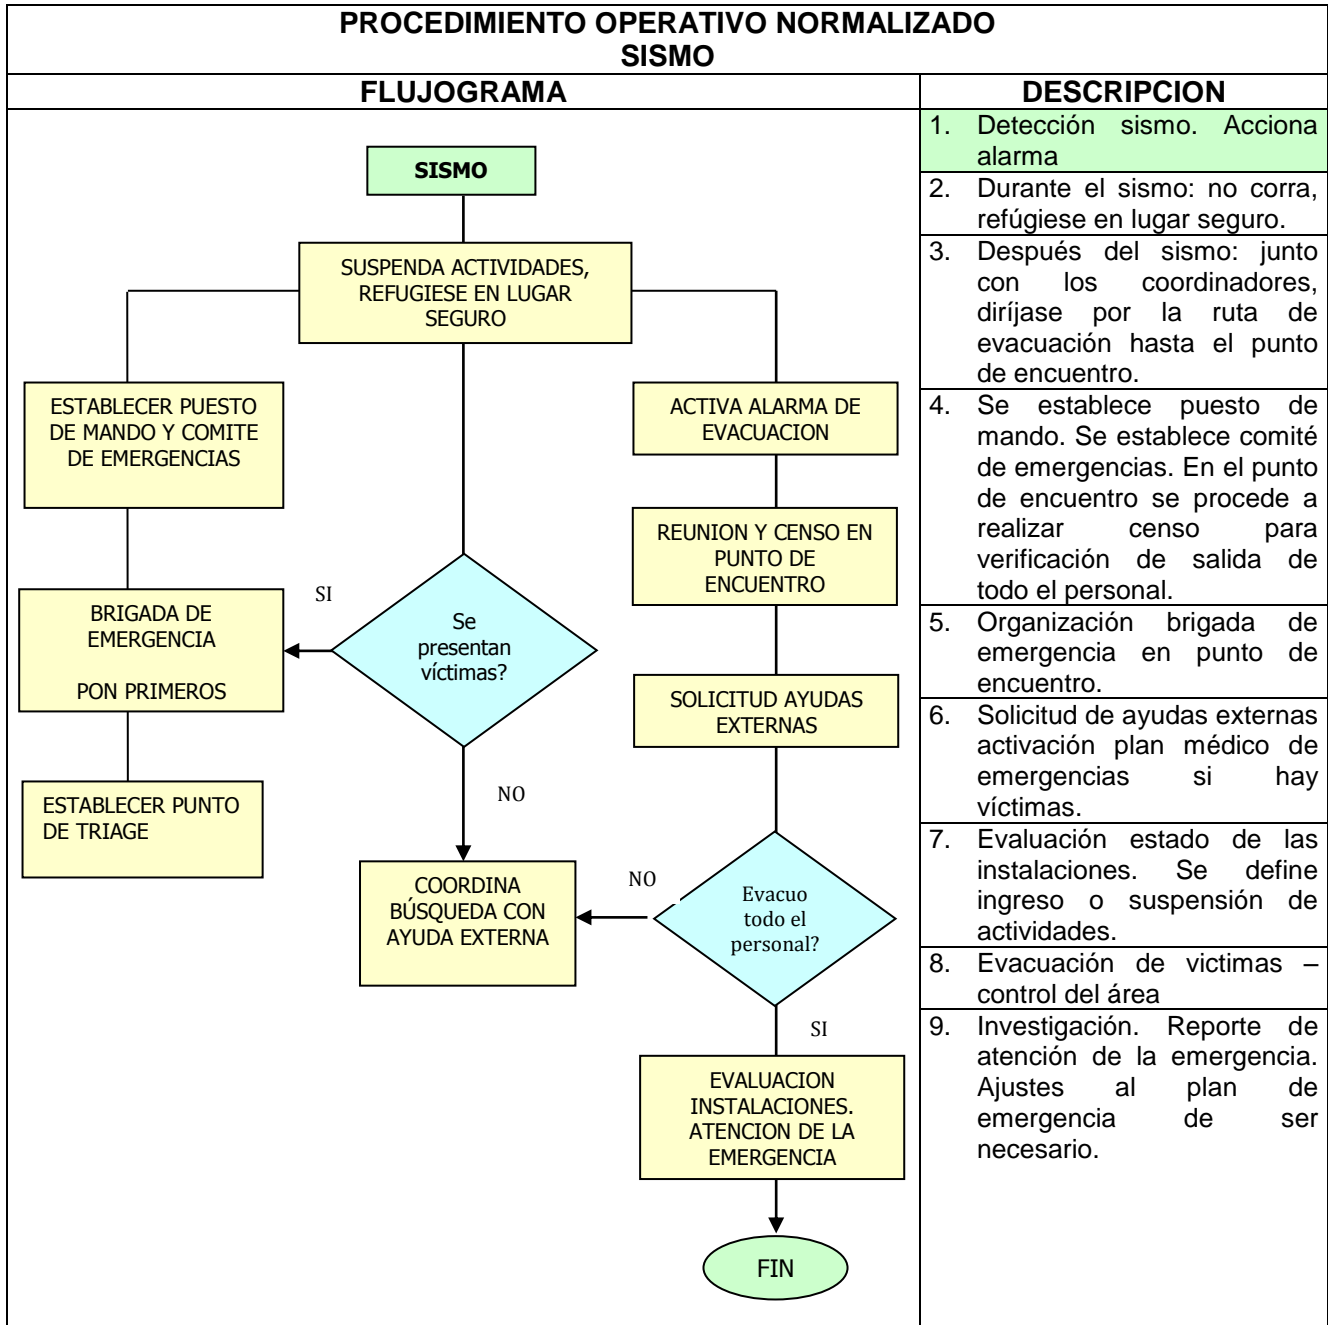 PROCEDIMIENTO OPERATIVO NORMALIZADO
SISMO
FLUJOGRAMA
DESCRIPCION
SISMO
SUSPENDA ACTIVIDADES,
REFUGIESE EN LUGAR
SEGURO
ESTABLECER PUESTO
DE MANDO Y COMITE
DE EMERGENCIAS
ACTIVA ALARMA DE
EVACUACION
REUNION Y CENSO EN
PUNTO DE
ENCUENTRO
SI
BRIGADA DE
EMERGENCIA
PON PRIMEROS
Se
presentan
víctimas?
SOLICITUD AYUDAS
EXTERNAS
NO
ESTABLECER PUNTO
DE TRIAGE
COORDINA
BÚSQUEDA CON
AYUDA EXTERNA
NO
Evacuo
todo el
personal?
SI
EVALUACION
INSTALACIONES.
ATENCION DE LA
EMERGENCIA
FIN
1. Detección sismo. Acciona
alarma
2. Durante el sismo: no corra,
refúgiese en lugar seguro.
3. Después del sismo: junto
con los coordinadores,
diríjase por la ruta de
evacuación hasta el punto
de encuentro.
4. Se establece puesto de
mando. Se establece comité
de emergencias. En el punto
de encuentro se procede a
realizar censo para
verificación de salida de
todo el personal.
5. Organización brigada de
emergencia en punto de
encuentro.
6. Solicitud de ayudas externas
activación plan médico de
emergencias si hay
víctimas.
7. Evaluación estado de las
instalaciones. Se define
ingreso o suspensión de
actividades.
8. Evacuación de victimas –
control del área
9. Investigación. Reporte de
atención de la emergencia.
Ajustes al plan de
emergencia de ser
necesario.